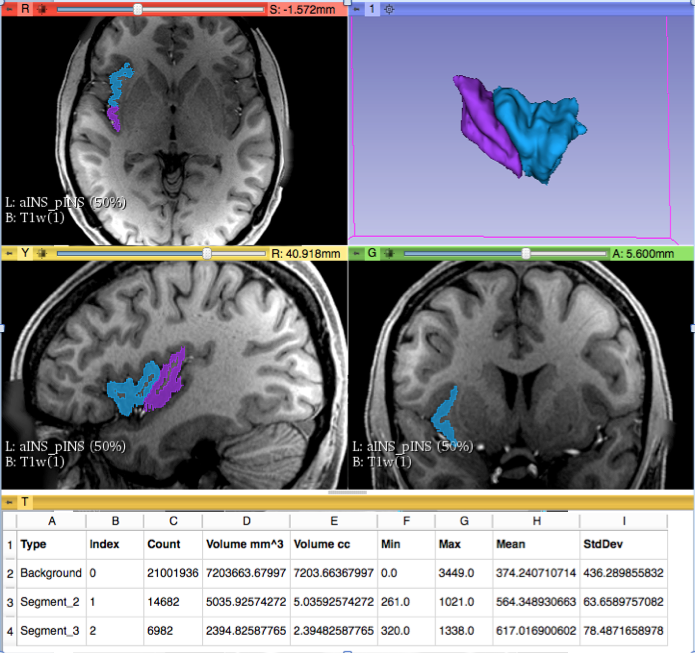 R S: -1.572mm
1
L: aINS_pINS (50%)
B: T1w(1)
Y R: 40.918mm
G A: 5.600mm
L: aINS_pINS (50%)
B: T1w(1)
L: aINS_pINS (50%)
B: T1w(1)
T
A B C D E F G H I
1 Type Index Count Volume mm^3 Volume cc Min Max Mean StdDev
2 Background 0 21001936 7203663.67997 7203.66367997 0.0 3449.0 374.240710714 436.289855832
3 Segment_2 1 14682 5035.92574272 5.03592574272 261.0 1021.0 564.348930663 63.6589757082
4 Segment_3 2 6982 2394.82587765 2.39482587765 320.0 1338.0 617.016900602 78.4871658978